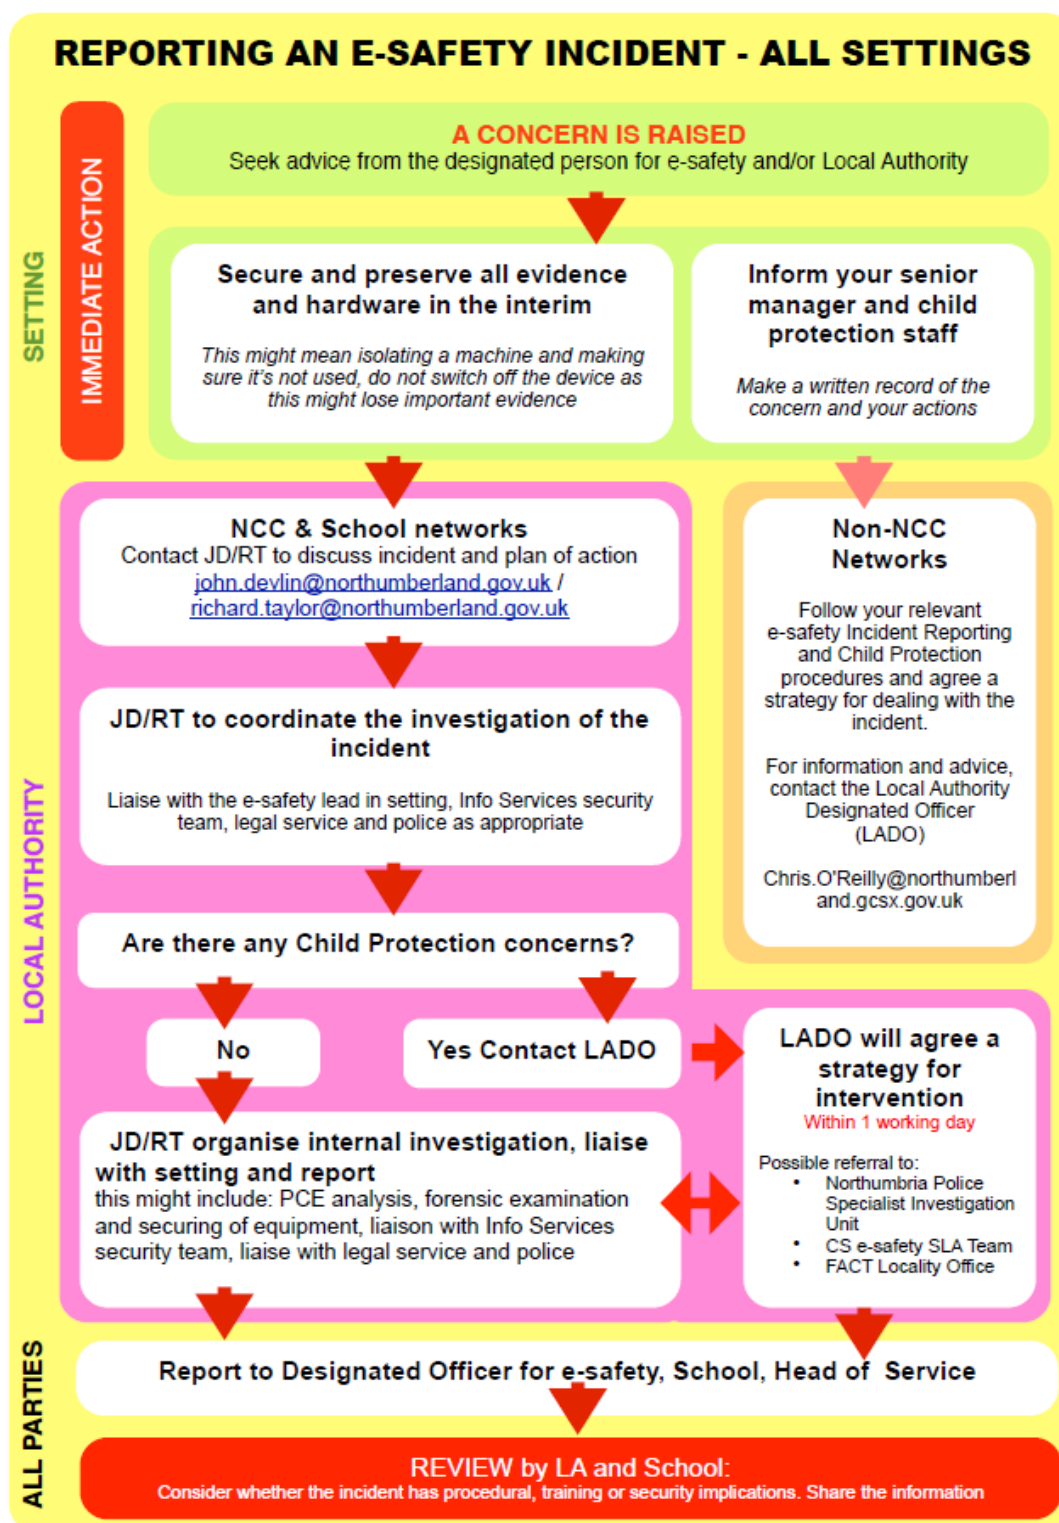 REPORTING AN E-SAFETY INCIDENT - ALL SETTINGS
SETTING
IMMEDIATE ACTION
A CONCERN IS RAISED
Seek advice from the designated person for e-safety and/or Local Authority
Secure and preserve all evidence
and hardware in the interim
This might mean isolating a machine and making
sure it's not used, do not switch off the device as
this might lose important evidence
Inform your senior
manager and child
protection staff
Make a written record of the
concern and your actions
LOCAL AUTHORITY
NCC & School networks
Contact JD/RT to discuss incident and plan of action
john.devlin@northumberland.gov.uk /
richard.taylor@northumberland.gov.uk
Non-NCC
Networks
Follow your relevant
e-safety Incident Reporting
and Child Protection
procedures and agree a
strategy for dealing with the
incident.
For information and advice,
contact the Local Authority
Designated Officer
(LADO)
Chris.O'Reilly@northumberl
and.gcsx.gov.uk
JD/RT to coordinate the investigation of the
incident
Liaise with the e-safety lead in setting, Info Services security
team, legal service and police as appropriate
Are there any Child Protection concerns?
No
Yes Contact LADO
LADO will agree a
strategy for
intervention
Within 1 working day
Possible referral to:
• Northumbria Police
Specialist Investigation
Unit
• CS e-safety SLA Team
• FACT Locality Office
JD/RT organise internal investigation, liaise
with setting and report
this might include: PCE analysis, forensic examination
and securing of equipment, liaison with Info Services
security team, liaise with legal service and police
ALL PARTIES
Report to Designated Officer for e-safety, School, Head of Service
REVIEW by LA and School:
Consider whether the incident has procedural, training or security implications. Share the information